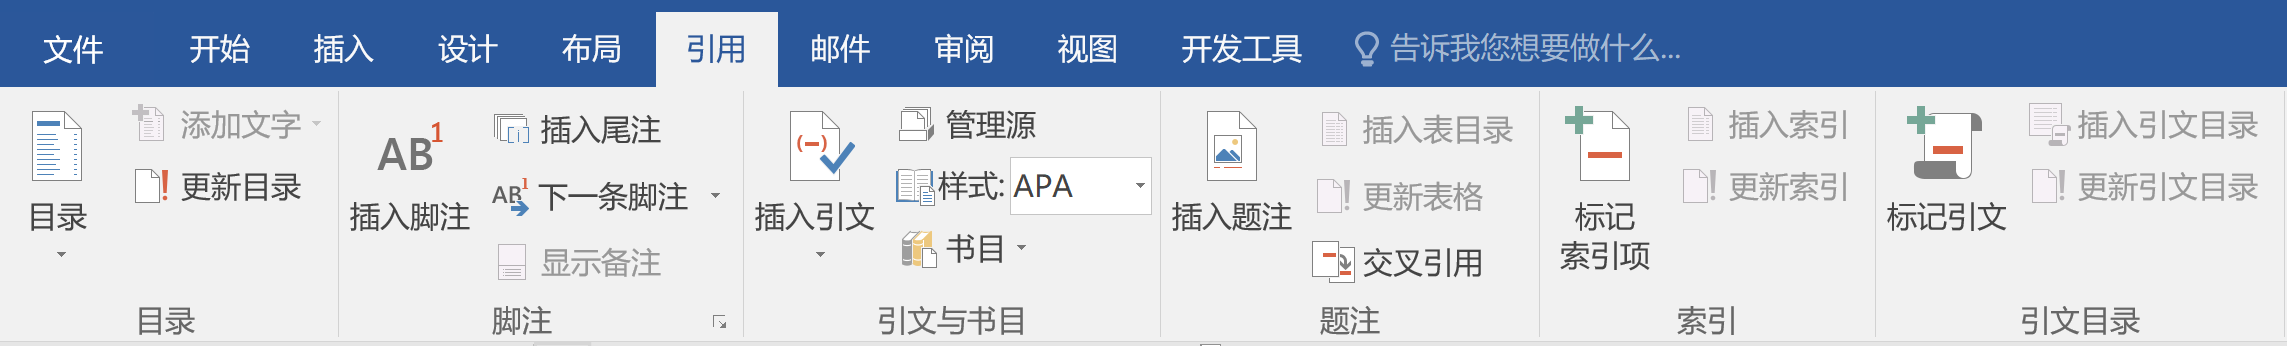 文件 开始 插入 设计 布局 引用 邮件 审阅 视图 开发工具 告诉我您想要做什么...
目录
添加文字
更新目录
目录
AB1
插入脚注
插入尾注
AB1
下一条脚注
显示备注
脚注
插入引文
管理源
样式: APA
书目
引文与书目
插入题注
插入表目录
更新表格
交叉引用
题注
标记
索引项
插入索引
更新索引
索引
标记引文
插入引文目录
更新引文目录
引文目录